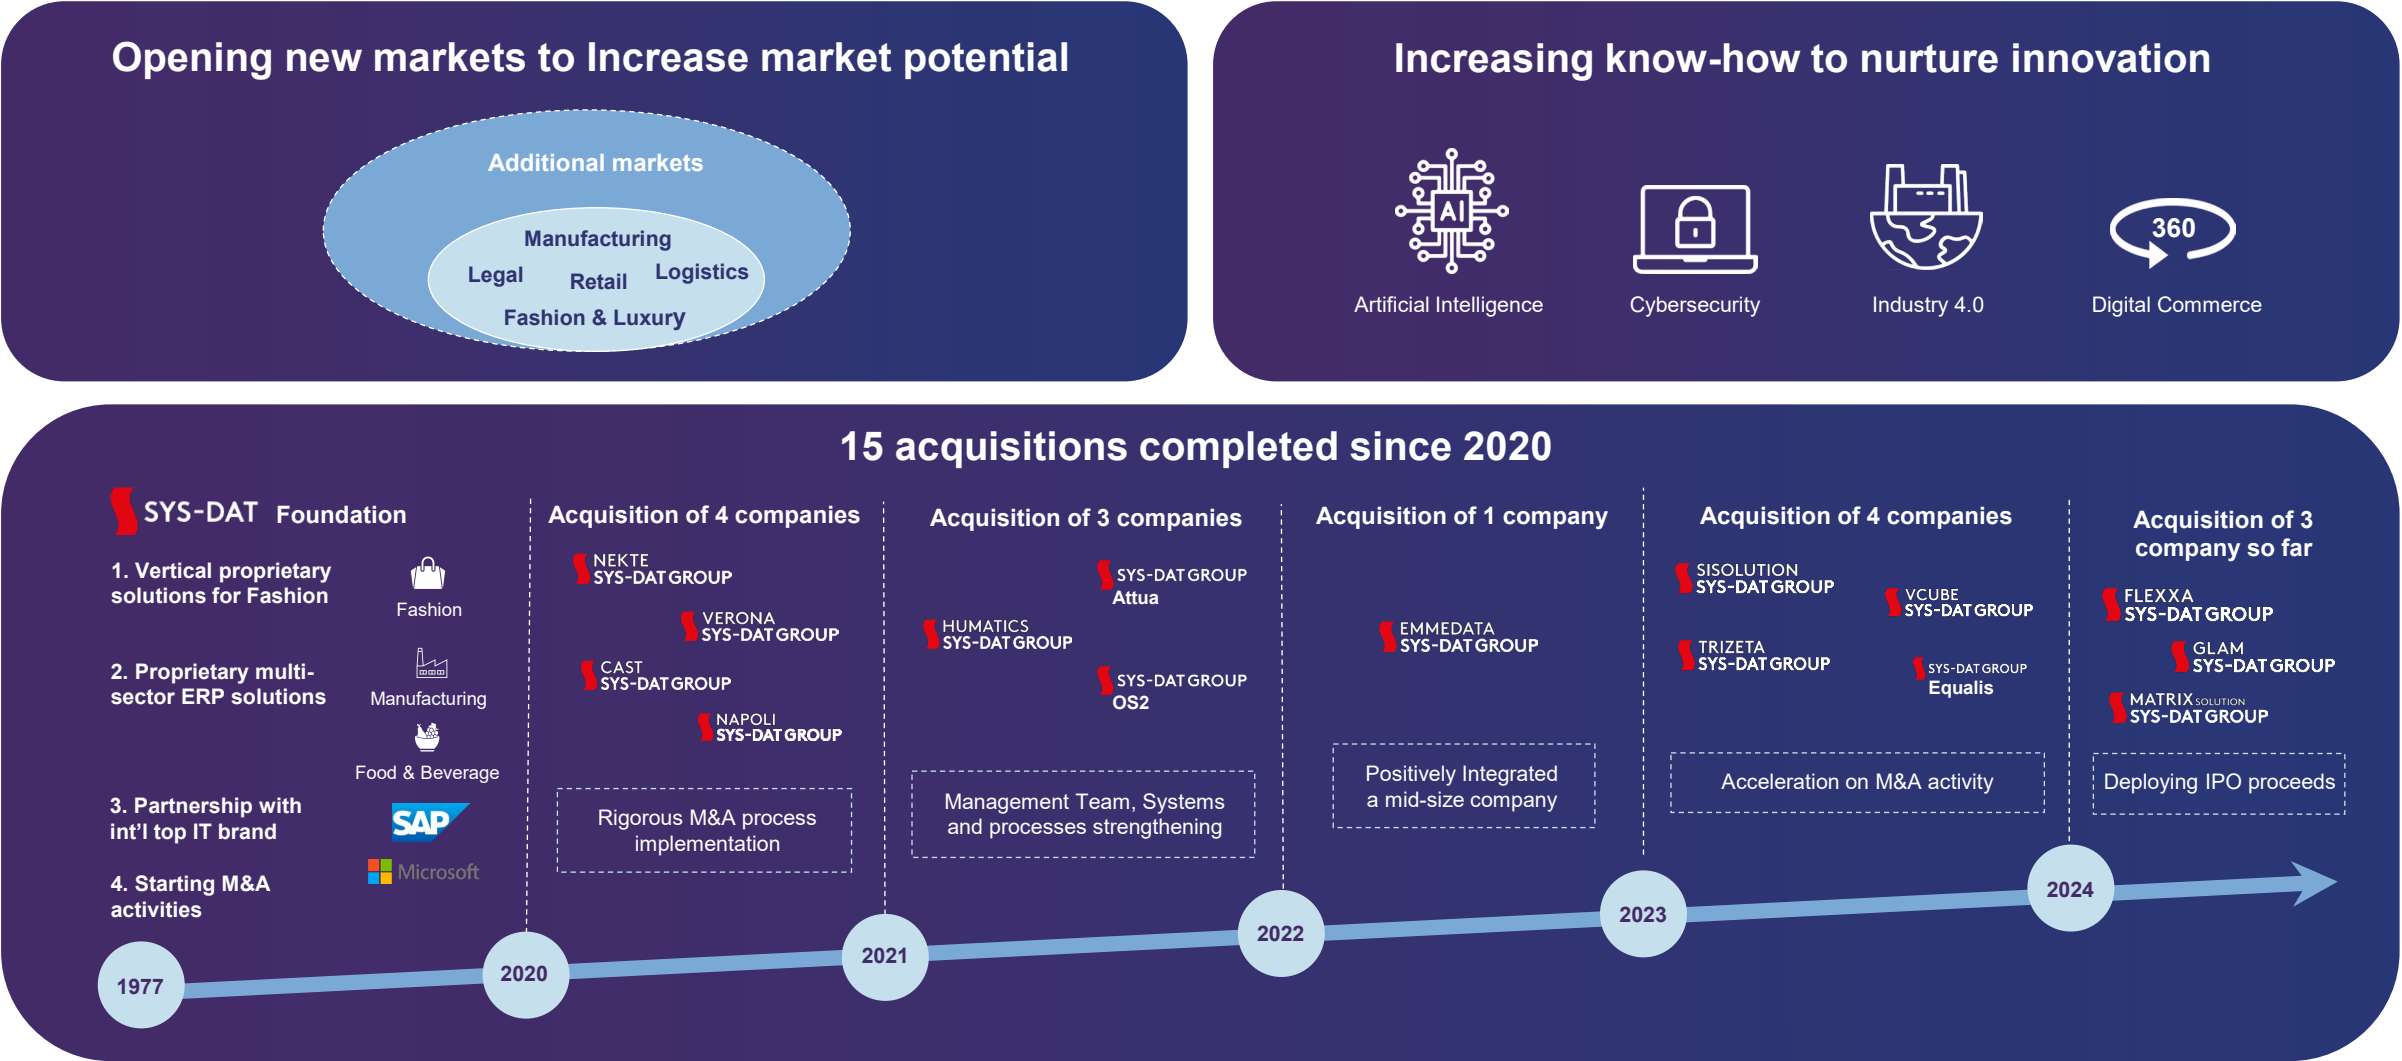 Opening new markets to Increase market potential
Additional markets
Manufacturing
Legal Retail Logistics
Fashion & Luxury
Increasing know-how to nurture innovation
AI
360
Artificial Intelligence
Cybersecurity
Industry 4.0
Digital Commerce
15 acquisitions completed since 2020
SYS-DAT Foundation
1. Vertical proprietary
solutions for Fashion
Fashion
2. Proprietary multi-
sector ERP solutions
Manufacturing
Food & Beverage
3. Partnership with
int'l top IT brand
SAP
Microsoft
4. Starting M&A
activities
Acquisition of 4 companies
NEKTE
SYS-DAT GROUP
VERONA
SYS-DAT GROUP
CAST
SYS-DAT GROUP
NAPOLI
SYS-DAT GROUP
Rigorous M&A process
implementation
Acquisition of 3 companies
SYS-DAT GROUP
Attua
HUMATICS
SYS-DAT GROUP
SYS-DAT GROUP
OS2
Management Team, Systems
and processes strengthening
Acquisition of 1 company
EMMEDATA
SYS-DAT GROUP
Positively Integrated
a mid-size company
Acquisition of 4 companies
SISOLUTION
SYS-DAT GROUP
VCUBE
SYS-DAT GROUP
TRIZETA
SYS-DAT GROUP
SYS-DAT GROUP
Equalis
Acceleration on M&A activity
Acquisition of 3
company so far
FLEXXA
SYS-DAT GROUP
GLAM
SYS-DAT GROUP
MATRIX SOLUTION
SYS-DAT GROUP
Deploying IPO proceeds
1977
2020
2021
2022
2023
2024